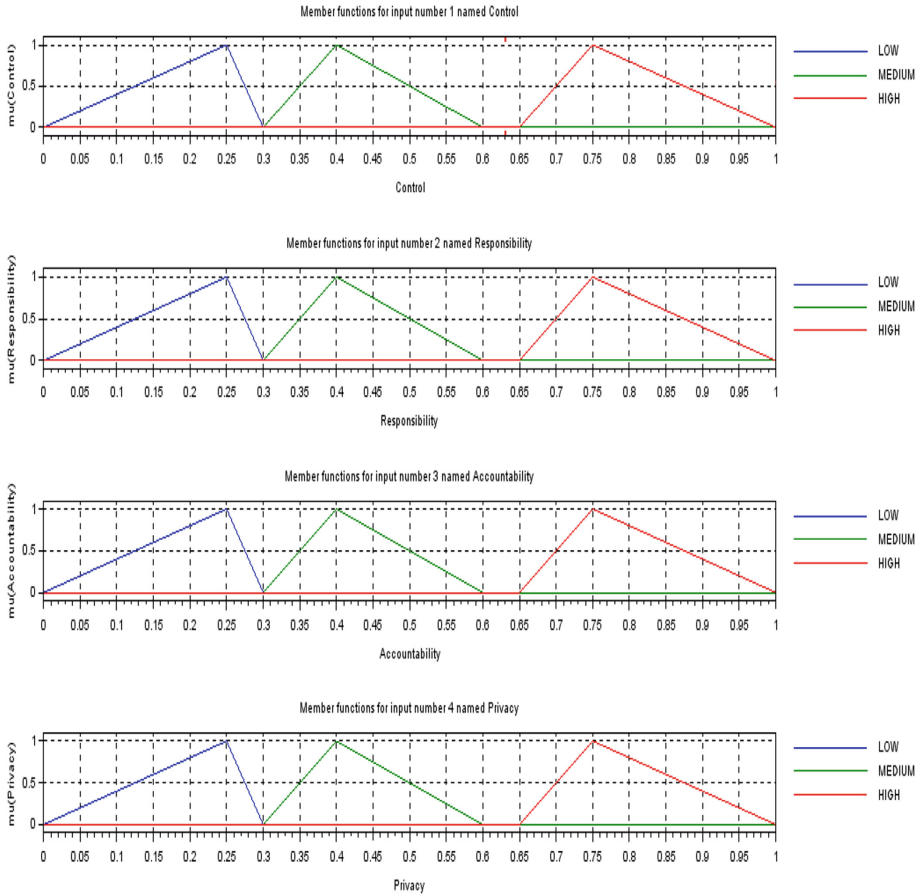 Member functions for input number 1 named Control
mu(Control)
1
0.5
0
0 0.05 0.1 0.15 0.2 0.25 0.3 0.35 0.4 0.45 0.5 0.55 0.6 0.65 0.7 0.75 0.8 0.85 0.9 0.95 1
Control
LOW
MEDIUM
HIGH
Member functions for input number 2 named Responsibility
mu(Responsibility)
1
0.5
0
0 0.05 0.1 0.15 0.2 0.25 0.3 0.35 0.4 0.45 0.5 0.55 0.6 0.65 0.7 0.75 0.8 0.85 0.9 0.95 1
Responsibility
LOW
MEDIUM
HIGH
Member functions for input number 3 named Accountability
mu(Accountability)
1
0.5
0
0 0.05 0.1 0.15 0.2 0.25 0.3 0.35 0.4 0.45 0.5 0.55 0.6 0.65 0.7 0.75 0.8 0.85 0.9 0.95 1
Accountability
LOW
MEDIUM
HIGH
Member functions for input number 4 named Privacy
mu(Privacy)
1
0.5
0
0 0.05 0.1 0.15 0.2 0.25 0.3 0.35 0.4 0.45 0.5 0.55 0.6 0.65 0.7 0.75 0.8 0.85 0.9 0.95 1
Privacy
LOW
MEDIUM
HIGH